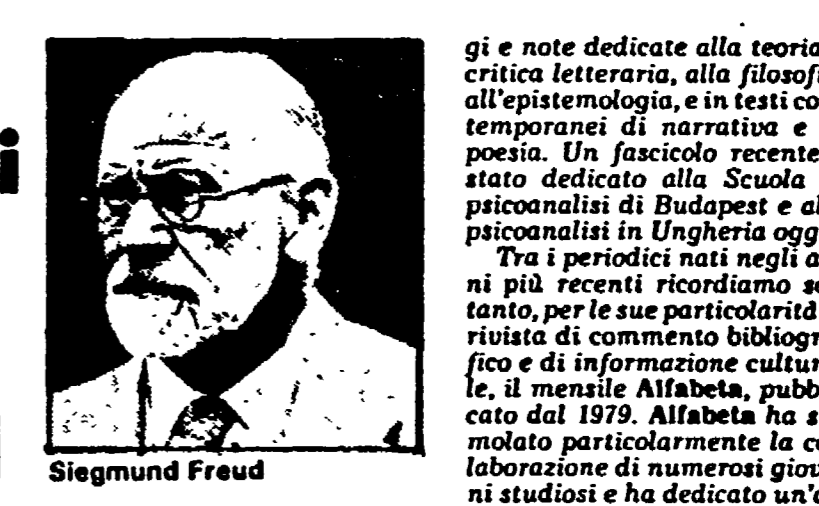 Siegmund Freud
gi e note dedicate alla teoria
critica letteraria, alla filosofi
all'epistemologia, e in testi co
temporanei di narrativa e
poesia. Un fascicolo recente
stato dedicato alla Scuola
psicoanalisi di Budapest e al
psicoanalisi in Ungheria ogg
Tra i periodici nati negli a
ni più recenti ricordiamo so
tanto, per le sue particolarità
rivista di commento bibliogr
fico e di informazione cultur
le, il mensile Alfabeta, pubb
cato dal 1979. Alfabeta ha s
molato particolarmente la co
laborazione di numerosi giov
ni studiosi e ha dedicato un'a